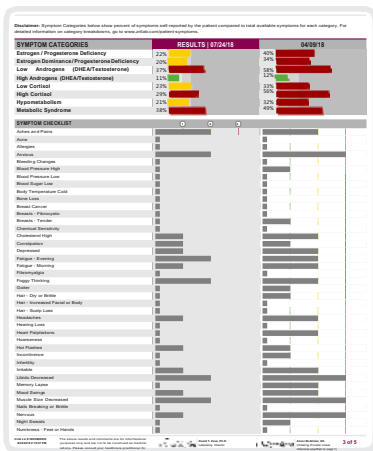 Disclaimer: Symptom Categories below show percent of symptoms self-reported by the patient compared to total available symptoms for each category. For
detailed information on category breakdowns, go to www.zrtlab.com/patient-symptoms.
SYMPTOM CATEGORIES RESULTS | 07/24/18 04/09/18
Estrogen / Progesterone Deficiency 22% 40%
Estrogen Dominance / Progesterone Deficiency 20% 34%
Low Androgens (DHEA/Testosterone) 37% 58%
High Androgens (DHEA/Testosterone) 11% 12%
Low Cortisol 23% 33%
High Cortisol 29% 56%
Hypometabolism 21% 32%
Metabolic Syndrome 38% 49%
SYMPTOM CHECKLIST
Aches and Pains
Acne
Allergies
Anxious
Bleeding Changes
Blood Pressure High
Blood Pressure Low
Blood Sugar Low
Body Temperature Cold
Bone Loss
Breast Cancer
Breasts - Fibrocystic
Breasts - Tender
Chemical Sensitivity
Cholesterol High
Constipation
Depressed
Fatigue - Evening
Fatigue - Morning
Fibromyalgia
Foggy Thinking
Goiter
Hair - Dry or Brittle
Hair - Increased Facial or Body
Hair - Scalp Loss
Headaches
Hearing Loss
Heart Palpitations
Hoarseness
Hot Flashes
Incontinence
Infertility
Irritable
Libido Decreased
Memory Lapse
Mood Swings
Muscle Size Decreased
Nails Breaking or Brittle
Nervous
Night Sweats
Numbness - Feet or Hands
3 of 5